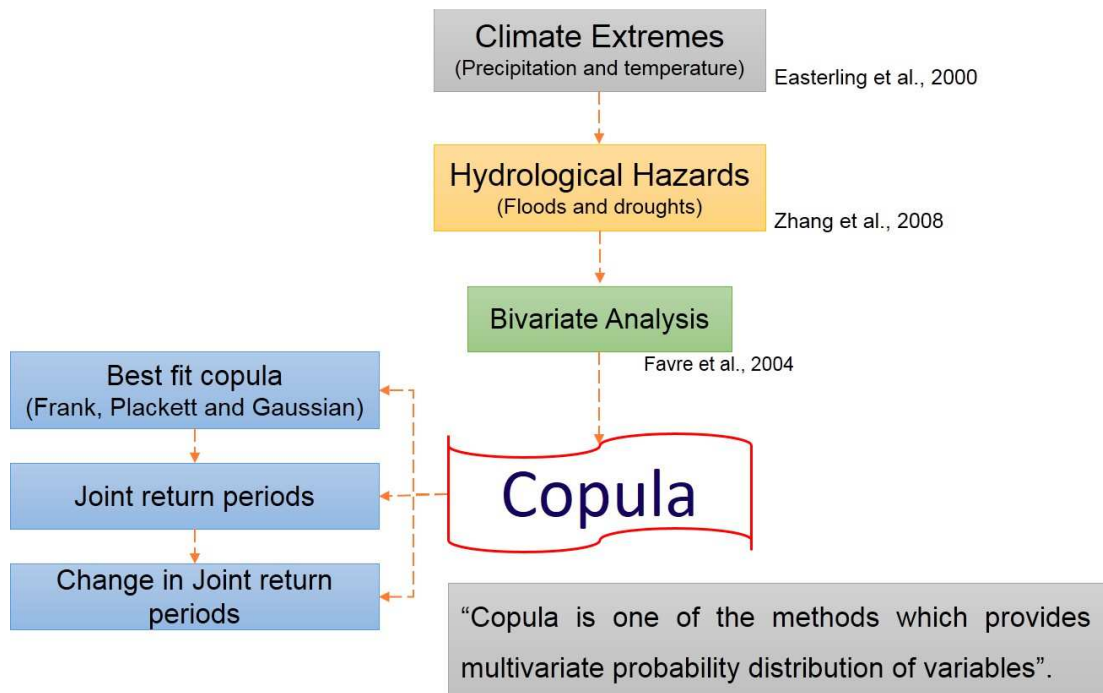 Climate Extremes
(Precipitation and temperature)
Easterling et al., 2000
Hydrological Hazards
(Floods and droughts)
Zhang et al., 2008
Bivariate Analysis
Favre et al., 2004
Best fit copula
(Frank, Plackett and Gaussian)
Joint return periods
Change in Joint return
periods
Copula
“Copula is one of the methods which provides
multivariate probability distribution of variables”.